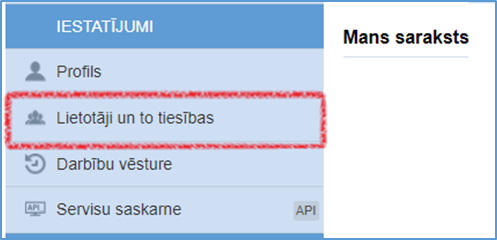 IESTATĪJUMI
Mans saraksts
Profils
Lietotāji un to tiesības
Darbību vēsture
API Servisu saskarne API